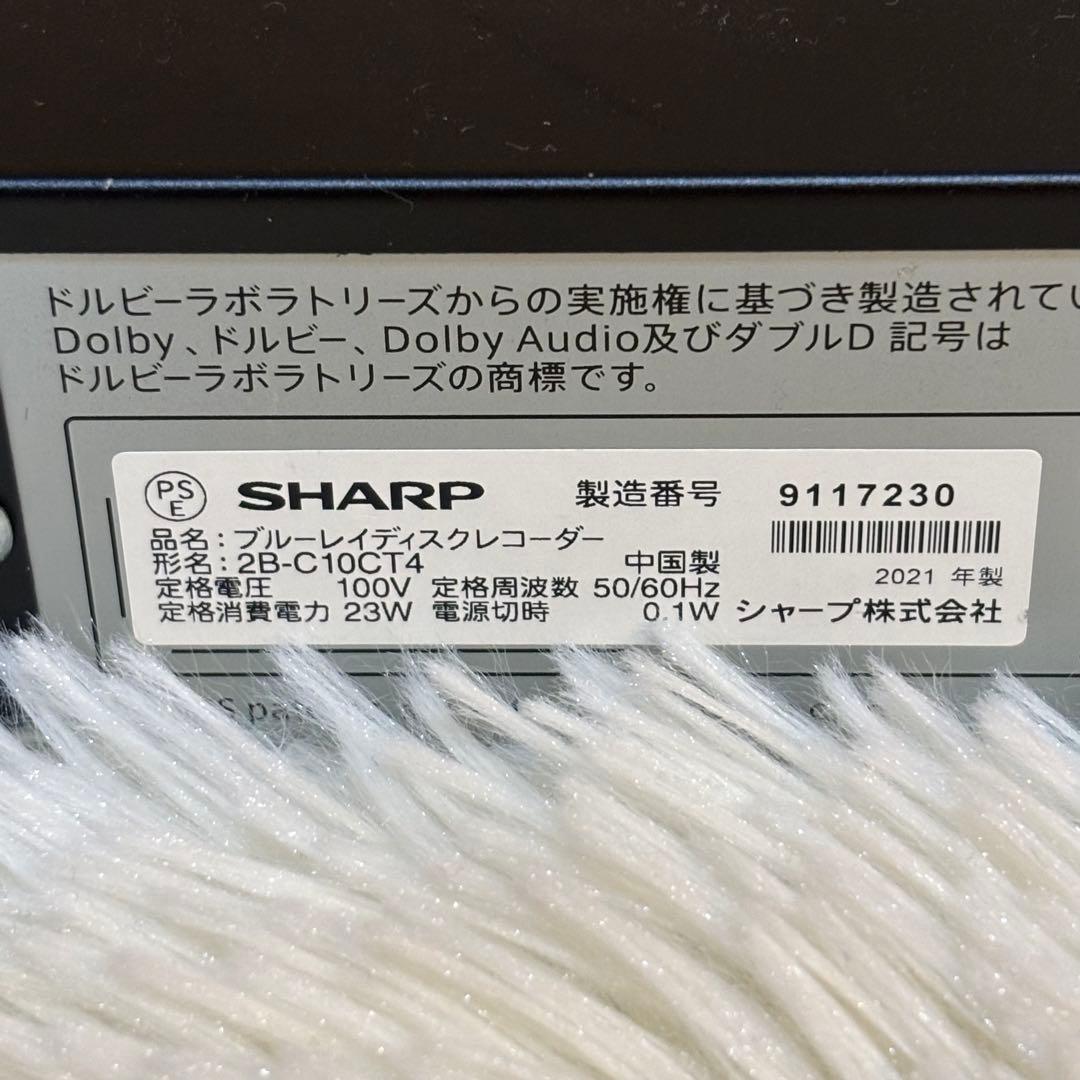 ドルビーラボラトリーズからの実施権に基づき製造されてい
Dolby、ドルビー、Dolby Audio及びダブルD 記号は
ドルビーラボラトリーズの商標です。
PS
E
SHARP 製造番号 9117230
品名：ブルーレイディスクレコーダー
形名：2B-C10CT4 中国製
2021 年製
定格電圧 100V 定格周波数 50/60Hz
定格消費電力 23W 電源切時 0.1W シャープ株式会社